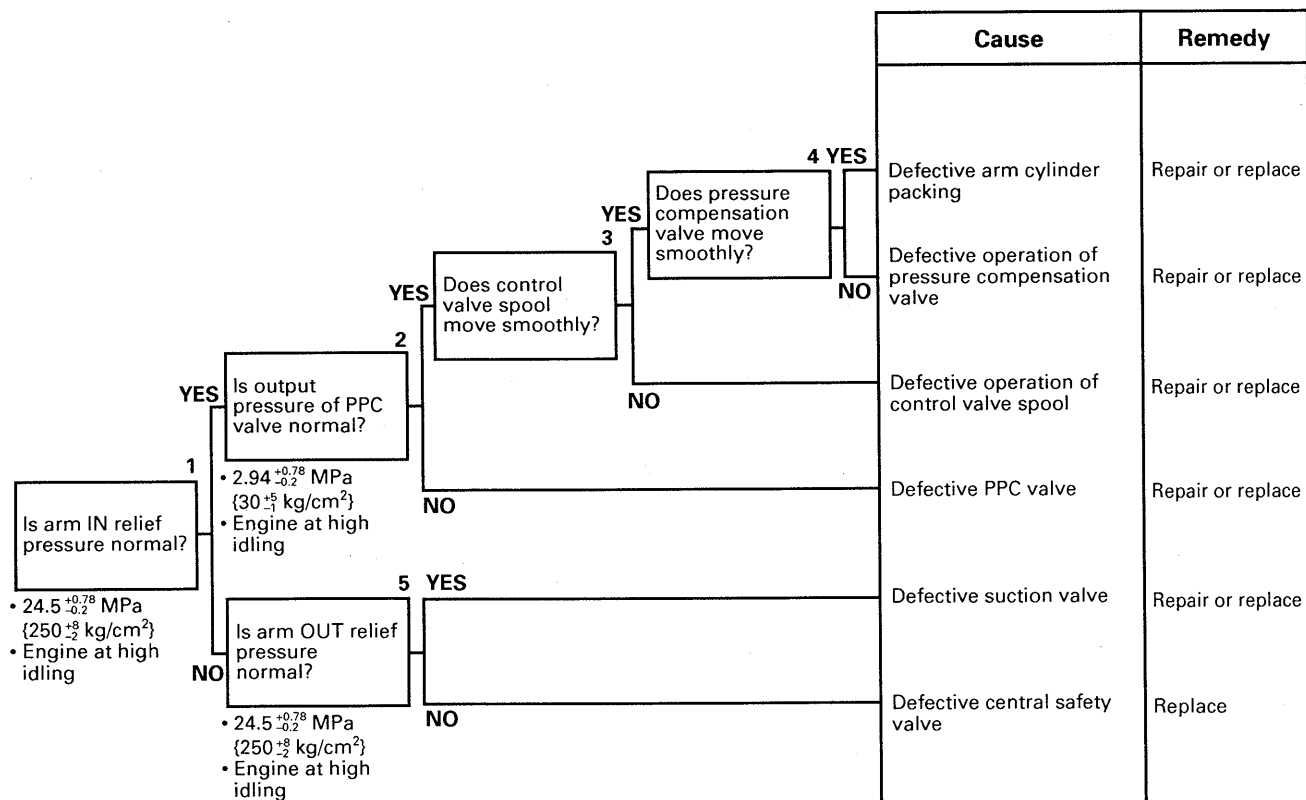 Cause
Remedy
4 YES
Does pressure
compensation
valve move
smoothly?
Defective arm cylinder
packing
Repair or replace
YES
3
Defective operation of
pressure compensation
valve
Repair or replace
NO
Does control
valve spool
move smoothly?
YES
2
Defective operation of
control valve spool
Repair or replace
NO
Is output
pressure of PPC
valve normal?
YES
1
• 2.94 +0.78 -0.2 MPa
{30 +5 -1 kg/cm²}
• Engine at high
idling
Defective PPC valve
Repair or replace
NO
Is arm IN relief
pressure normal?
• 24.5 +0.78 -0.2 MPa
{250 +8 -2 kg/cm²}
• Engine at high
idling
5 YES
Defective suction valve
Repair or replace
Is arm OUT relief
pressure
normal?
NO
Defective central safety
valve
Replace
NO
• 24.5 +0.78 -0.2 MPa
{250 +8 -2 kg/cm²}
• Engine at high
idling